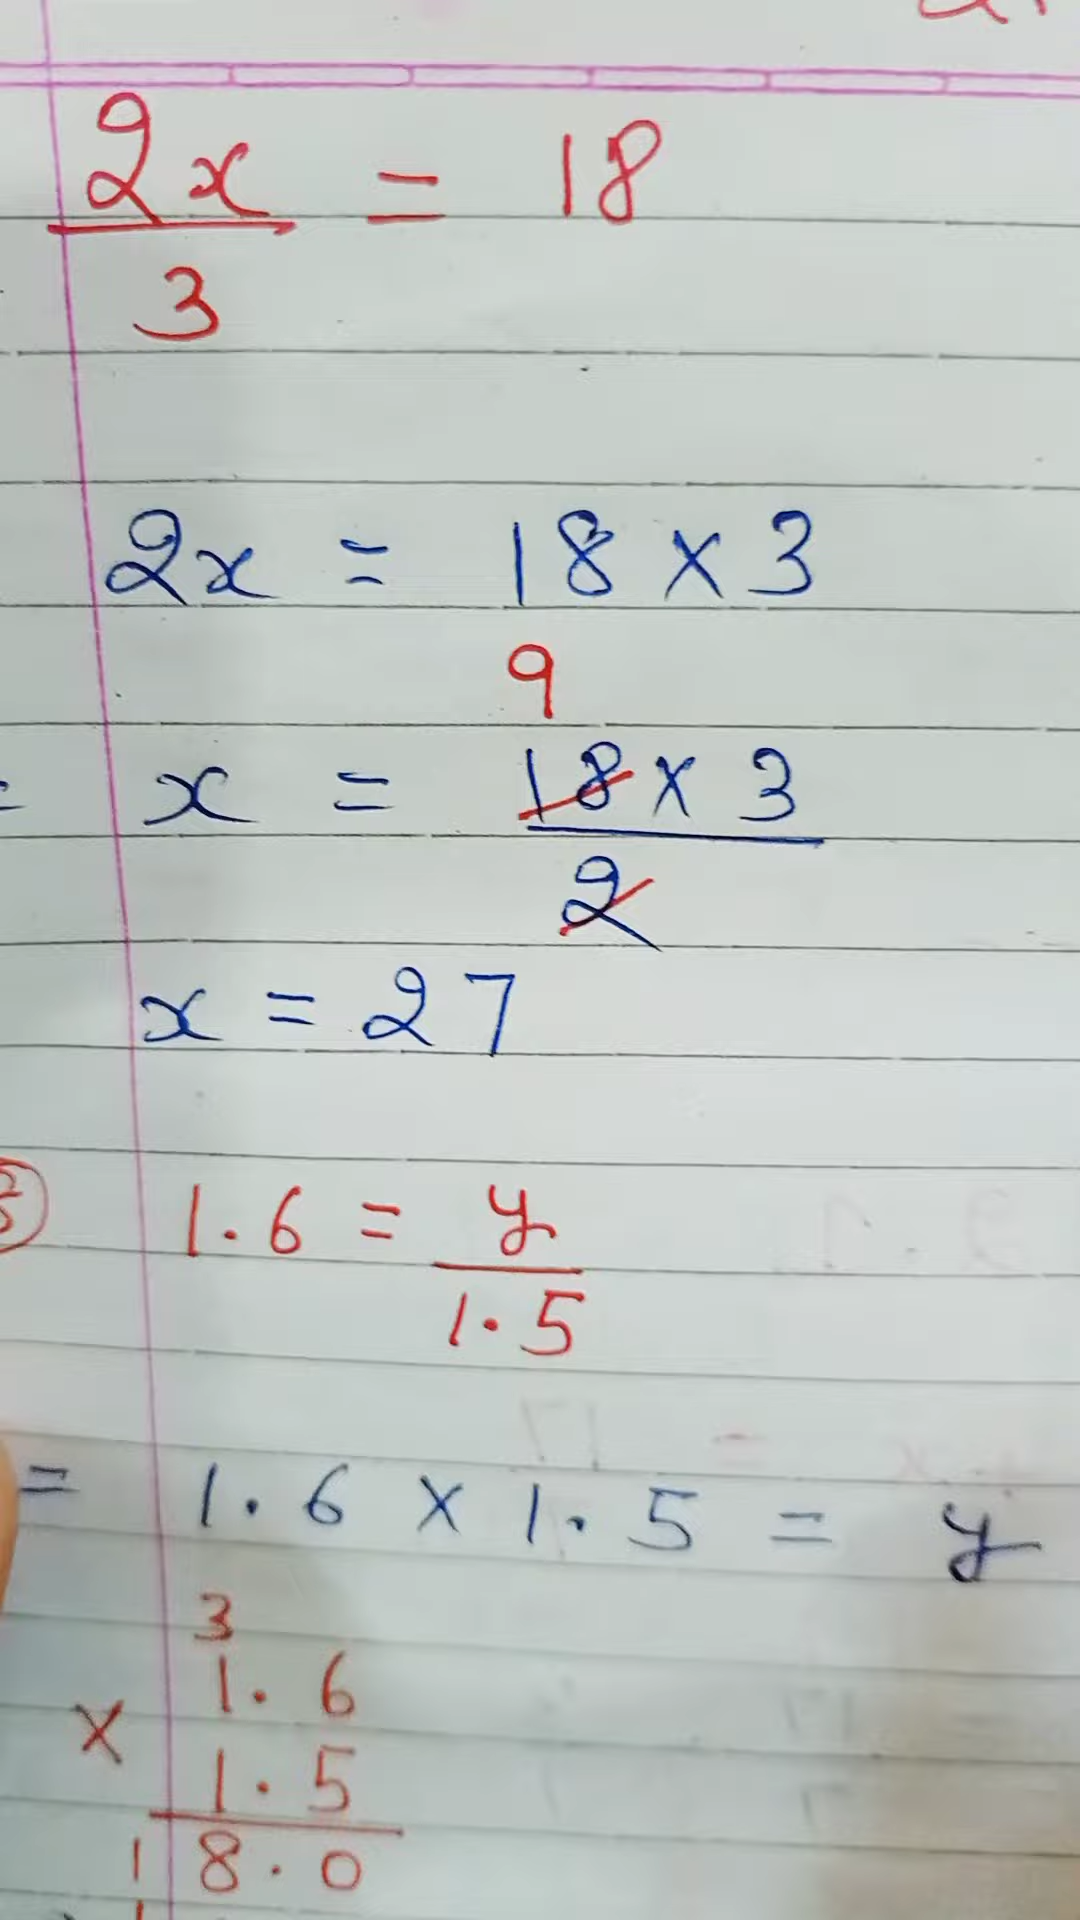 2x/3 = 18
2x = 18 × 3
9
x = 18 × 3 / 2
x = 27
1.6 = y/1.5
= 1.6 × 1.5 = y
3
1.6
× 1.5
1 8.0